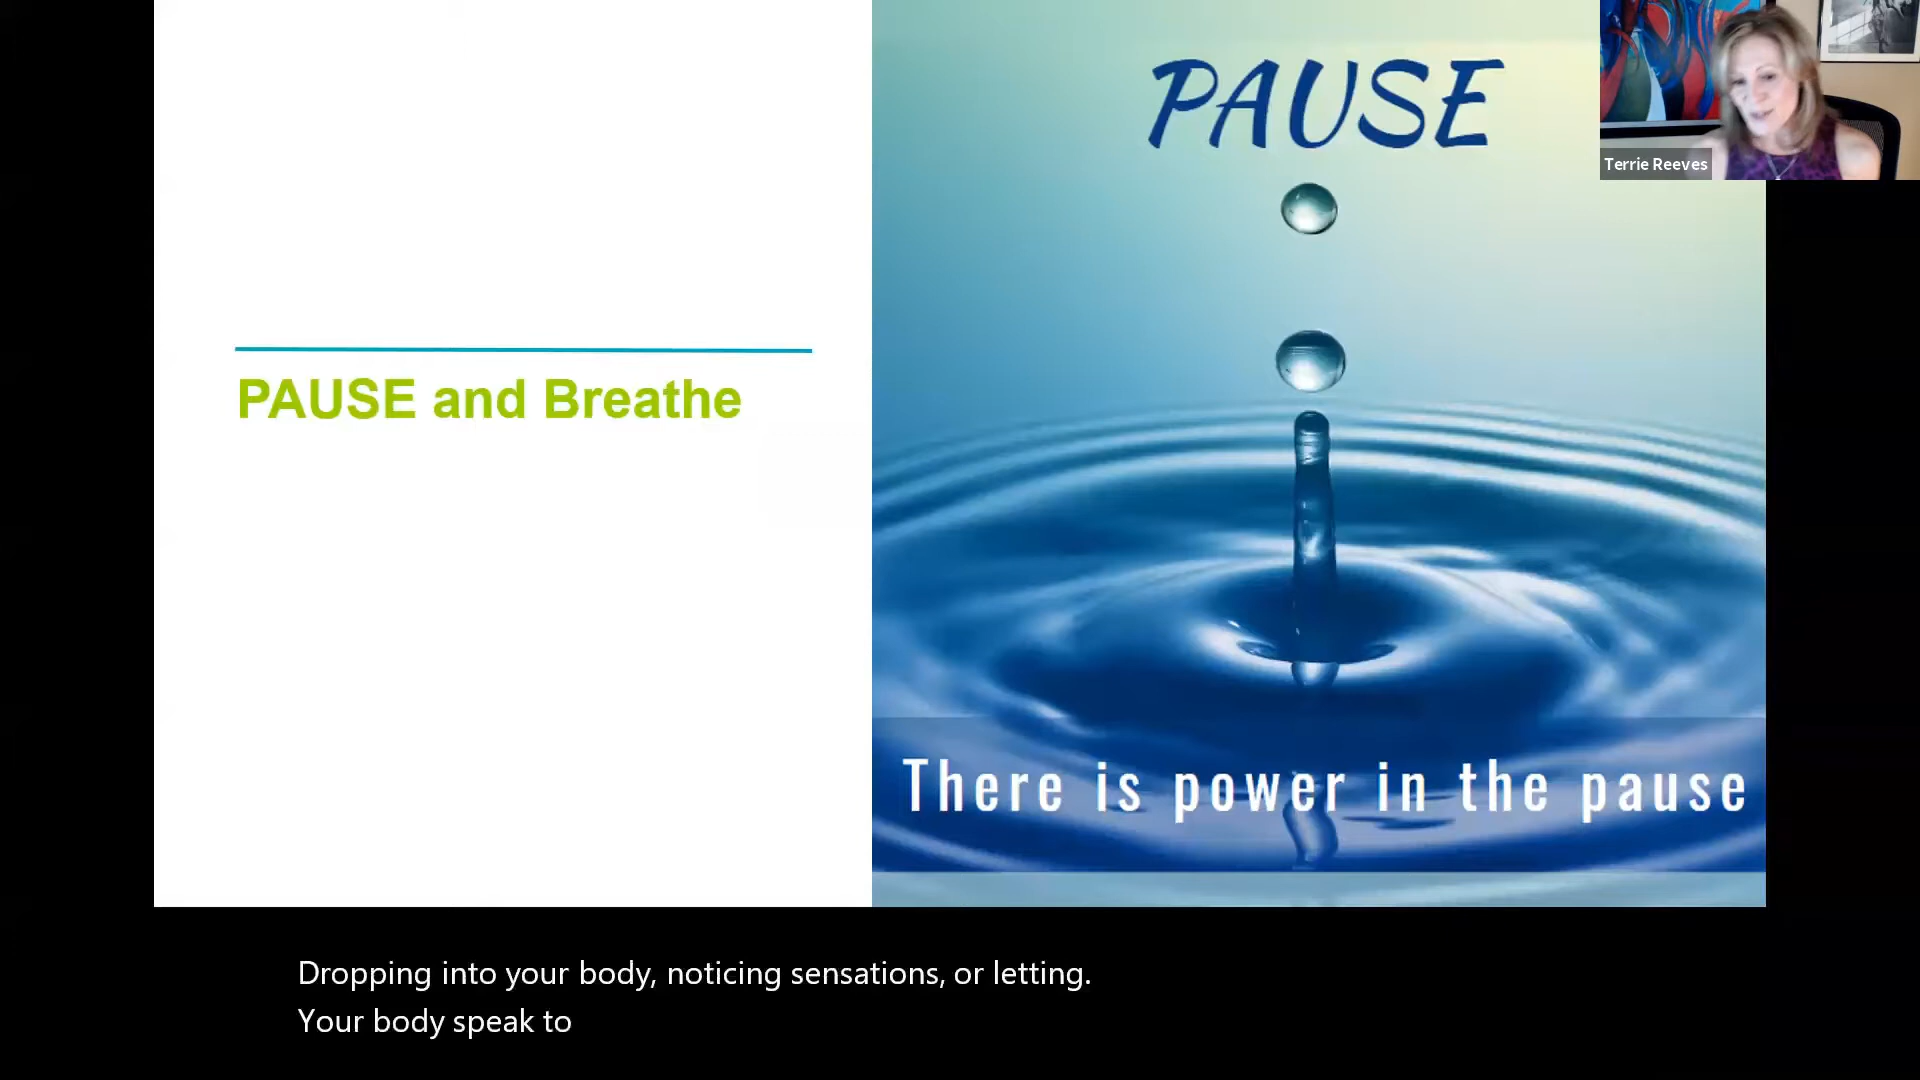 PAUSE
Terrie Reeves
PAUSE and Breathe
There is power in the pause
Dropping into your body, noticing sensations, or letting.
Your body speak to